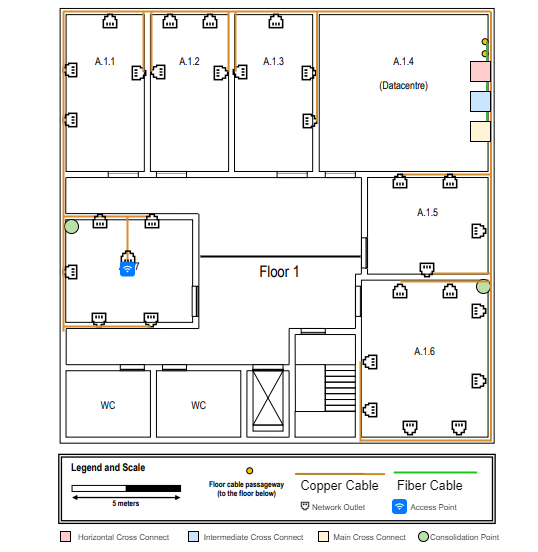 A.1.1
A.1.2
A.1.3
A.1.4
(Datacentre)
A.1.5
7
Floor 1
A.1.6
WC
WC
Legend and Scale
5 meters
Floor cable passageway
(to the floor below)
Copper Cable
Fiber Cable
Network Outlet
Access Point
Horizontal Cross Connect
Intermediate Cross Connect
Main Cross Connect
Consolidation Point